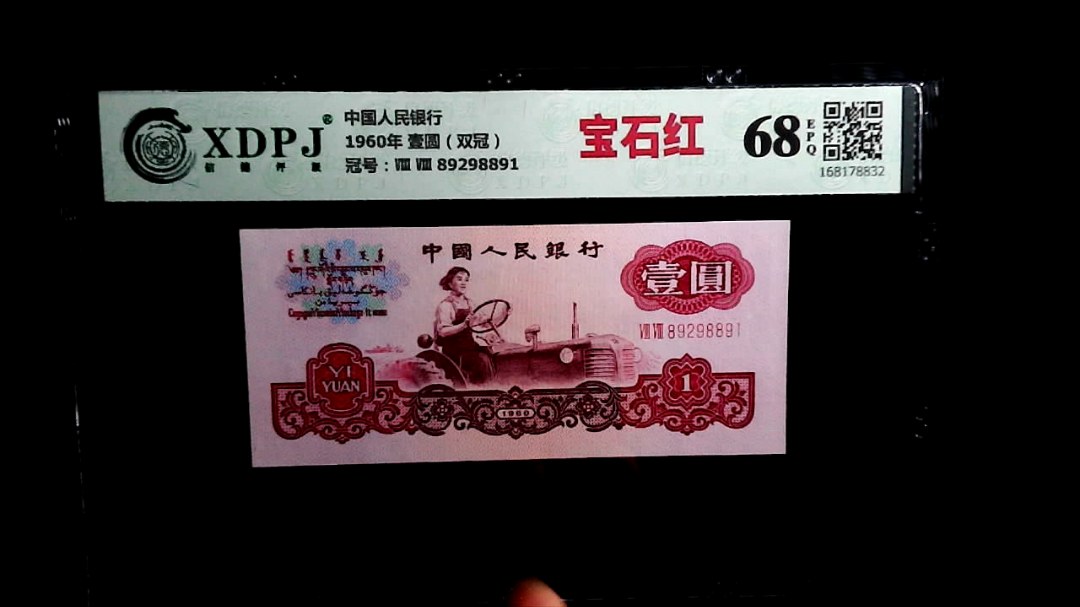 XDPJ
中国人民银行
1960年 壹圆（双冠）
冠号：Ⅷ Ⅷ 89298891
宝石红
68
EPQ
168178832
中國人民銀行
壹圓
Ⅷ Ⅷ 89298891
YI
YUAN
1960
1